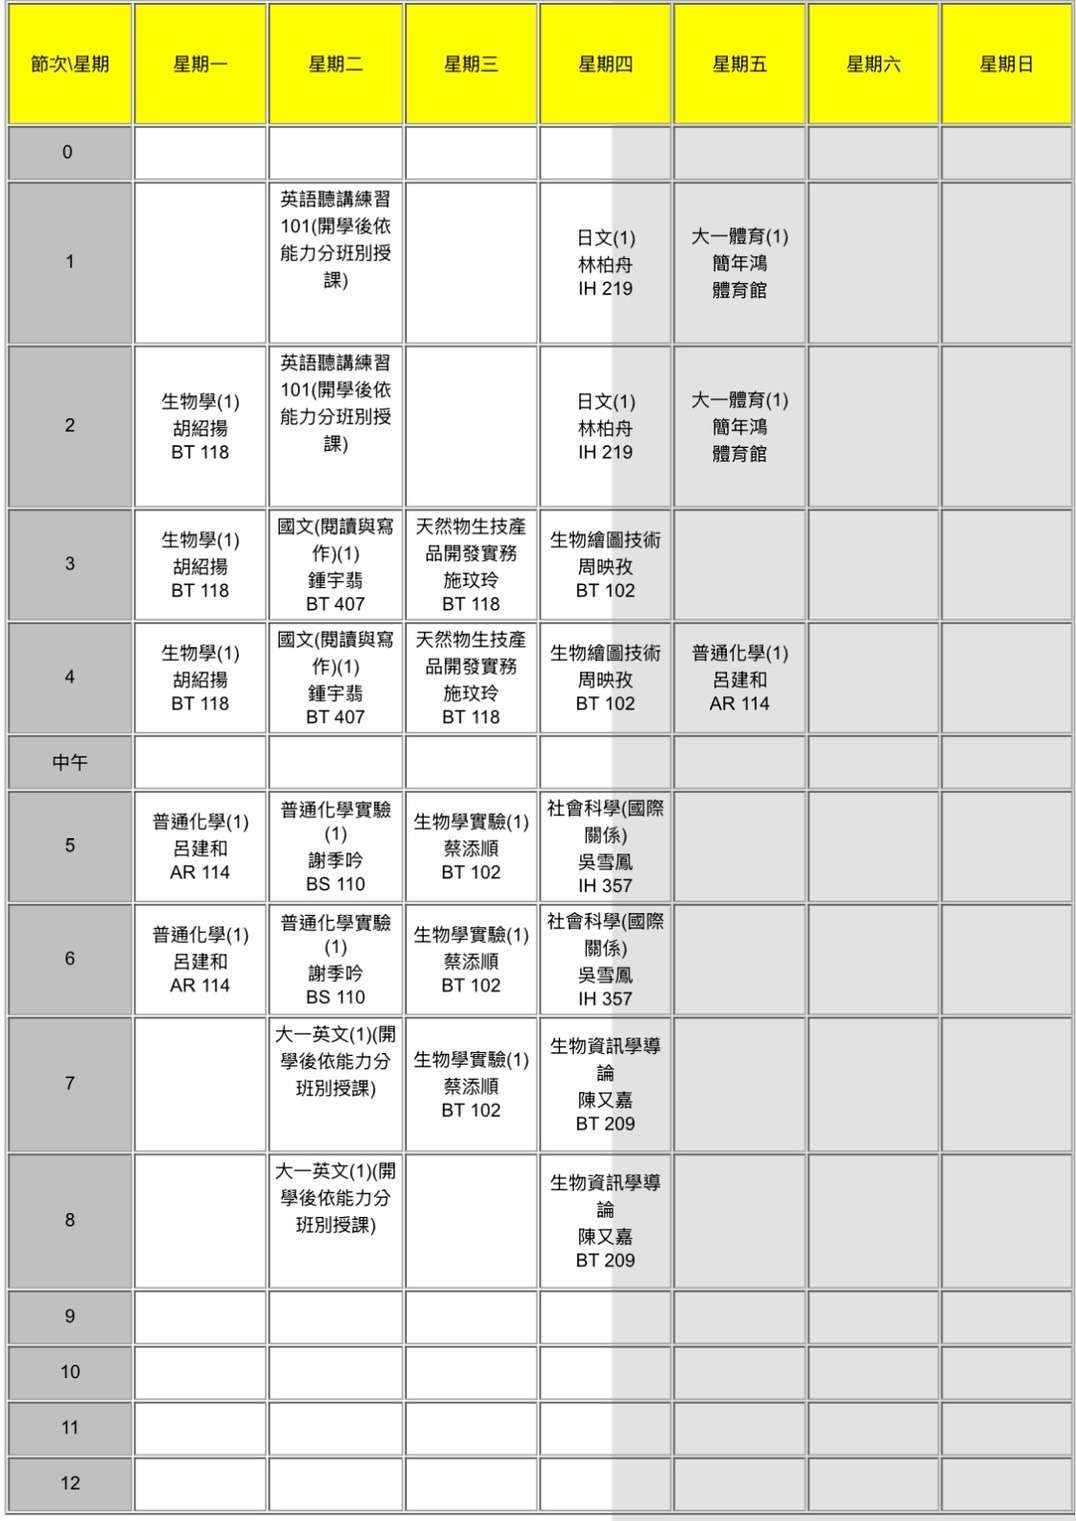 節次\星期 星期一 星期二 星期三 星期四 星期五 星期六 星期日
0
1
英語聽講練習
101(開學後依
能力分班別授
課)
日文(1)
林柏舟
IH 219
大一體育(1)
簡年鴻
體育館
2
生物學(1)
胡紹揚
BT 118
英語聽講練習
101(開學後依
能力分班別授
課)
日文(1)
林柏舟
IH 219
大一體育(1)
簡年鴻
體育館
3
生物學(1)
胡紹揚
BT 118
國文(閱讀與寫
作)(1)
鍾宇翡
BT 407
天然物生技產
品開發實務
施玟玲
BT 118
生物繪圖技術
周映孜
BT 102
4
生物學(1)
胡紹揚
BT 118
國文(閱讀與寫
作)(1)
鍾宇翡
BT 407
天然物生技產
品開發實務
施玟玲
BT 118
生物繪圖技術
周映孜
BT 102
普通化學(1)
呂建和
AR 114
中午
5
普通化學(1)
呂建和
AR 114
普通化學實驗
(1)
謝季吟
BS 110
生物學實驗(1)
蔡添順
BT 102
社會科學(國際
關係)
吳雪鳳
IH 357
6
普通化學(1)
呂建和
AR 114
普通化學實驗
(1)
謝季吟
BS 110
生物學實驗(1)
蔡添順
BT 102
社會科學(國際
關係)
吳雪鳳
IH 357
7
大一英文(1)(開
學後依能力分
班別授課)
生物學實驗(1)
蔡添順
BT 102
生物資訊學導
論
陳又嘉
BT 209
8
大一英文(1)(開
學後依能力分
班別授課)
生物資訊學導
論
陳又嘉
BT 209
9
10
11
12